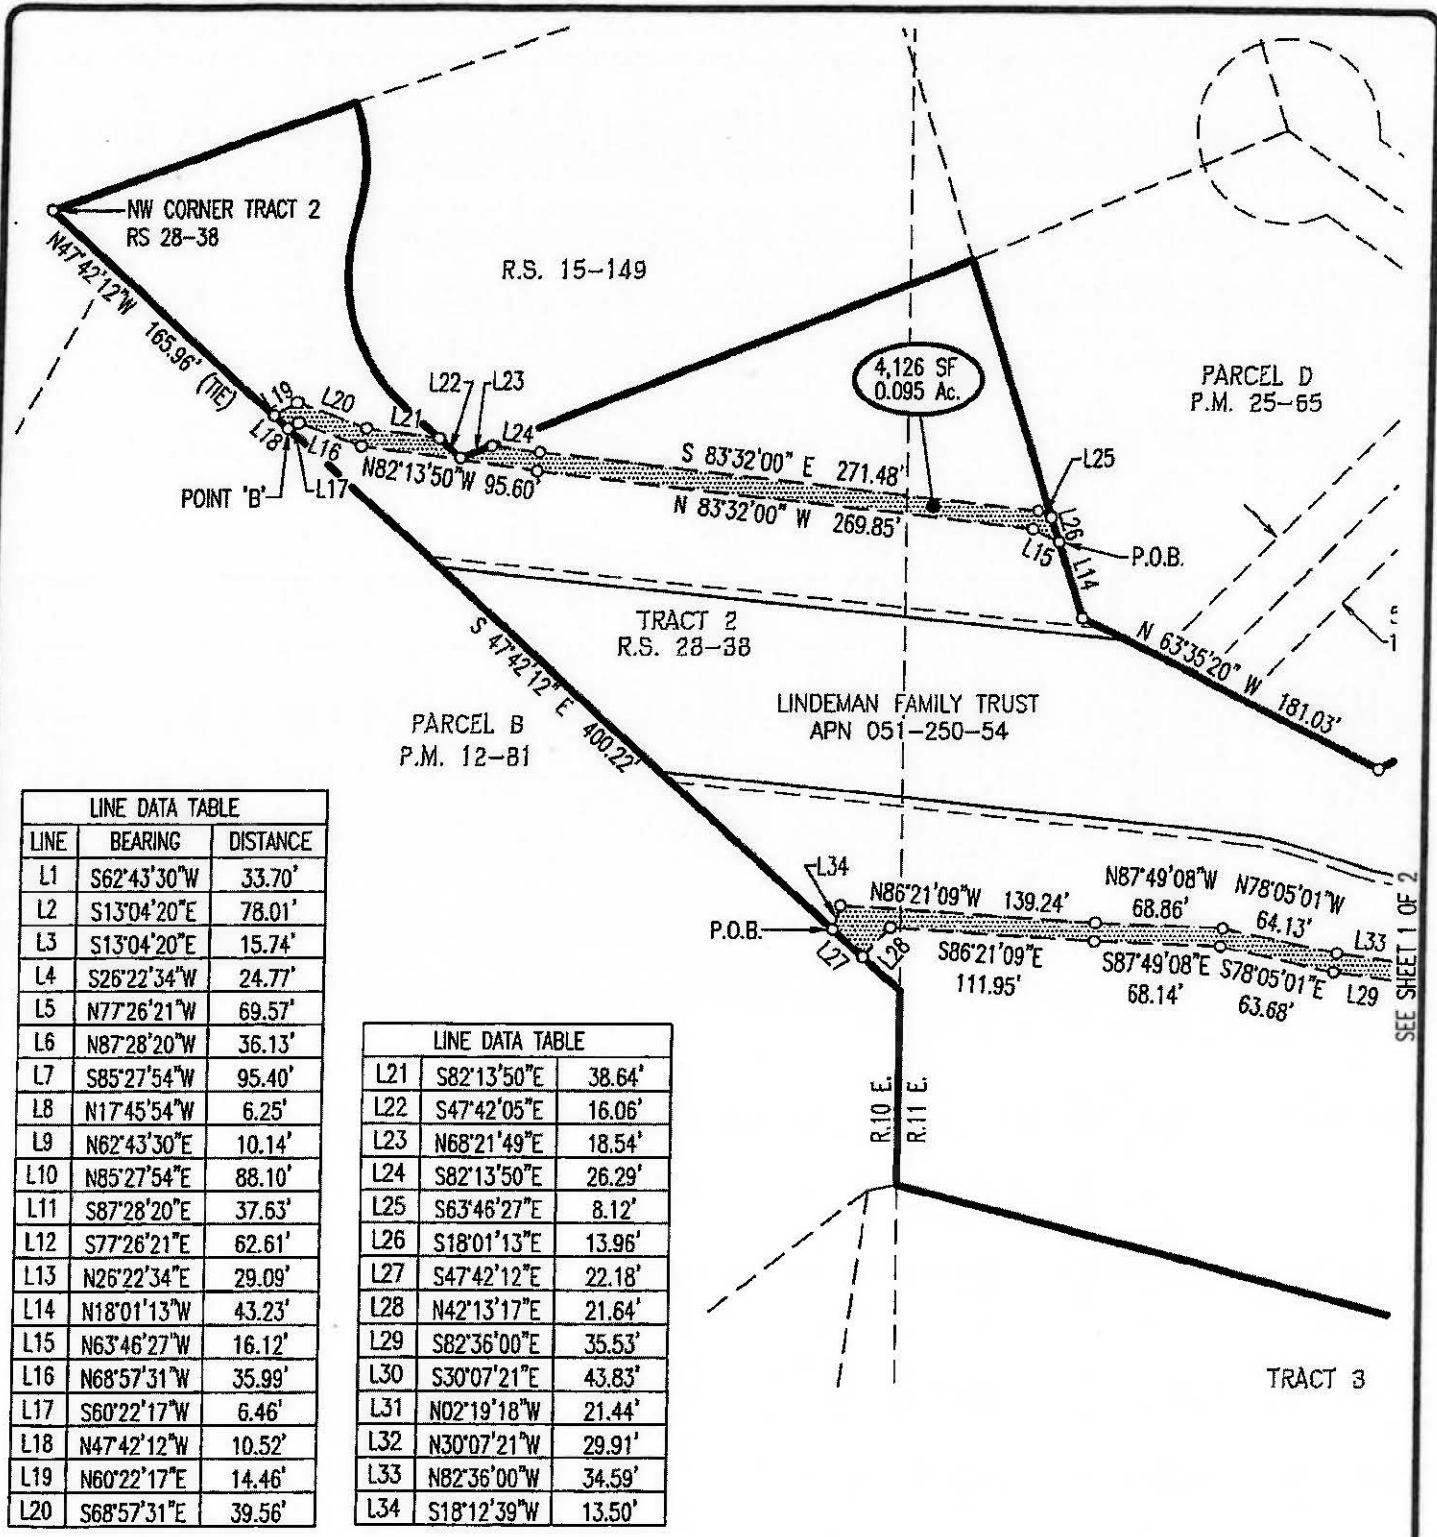 NW CORNER TRACT 2
RS 28-38
N47°42'12"W 165.96' (TIE)
R.S. 15-149
4,126 SF
0.095 Ac.
PARCEL D
P.M. 25-65
L19
L20
L21
L22
L23
L24
L18
L16
L17
POINT 'B'
N82°13'50"W 95.60'
S 83°32'00" E 271.48'
N 83°32'00" W 269.85'
L25
L26
L15
L14
P.O.B.
TRACT 2
R.S. 28-38
N 63°35'20" W 181.03'
S 47°42'12" E 400.22'
LINDEMAN FAMILY TRUST
APN 051-250-54
PARCEL B
P.M. 12-81
L34
P.O.B.
L27
L28
N86°21'09"W 139.24'
N87°49'08"W
68.86'
N78°05'01"W
64.13'
L33
S86°21'09"E
111.95'
S87°49'08"E
68.14'
S78°05'01"E
63.68'
L29
SEE SHEET 1 OF 2
R.10 E.
R.11 E.
TRACT 3
LINE DATA TABLE
LINE BEARING DISTANCE
L1 S62°43'30"W 33.70'
L2 S13°04'20"E 78.01'
L3 S13°04'20"E 15.74'
L4 S26°22'34"W 24.77'
L5 N77°26'21"W 69.57'
L6 N87°28'20"W 36.13'
L7 S85°27'54"W 95.40'
L8 N17°45'54"W 6.25'
L9 N62°43'30"E 10.14'
L10 N85°27'54"E 88.10'
L11 S87°28'20"E 37.63'
L12 S77°26'21"E 62.61'
L13 N26°22'34"E 29.09'
L14 N18°01'13"W 43.23'
L15 N63°46'27"W 16.12'
L16 N68°57'31"W 35.99'
L17 S60°22'17"W 6.46'
L18 N47°42'12"W 10.52'
L19 N60°22'17"E 14.46'
L20 S68°57'31"E 39.56'
LINE DATA TABLE
L21 S82°13'50"E 38.64'
L22 S47°42'05"E 16.06'
L23 N68°21'49"E 18.54'
L24 S82°13'50"E 26.29'
L25 S63°46'27"E 8.12'
L26 S18°01'13"E 13.96'
L27 S47°42'12"E 22.18'
L28 N42°13'17"E 21.64'
L29 S82°36'00"E 35.53'
L30 S30°07'21"E 43.83'
L31 N02°19'18"W 21.44'
L32 N30°07'21"W 29.91'
L33 N82°36'00"W 34.59'
L34 S18°12'39"W 13.50'